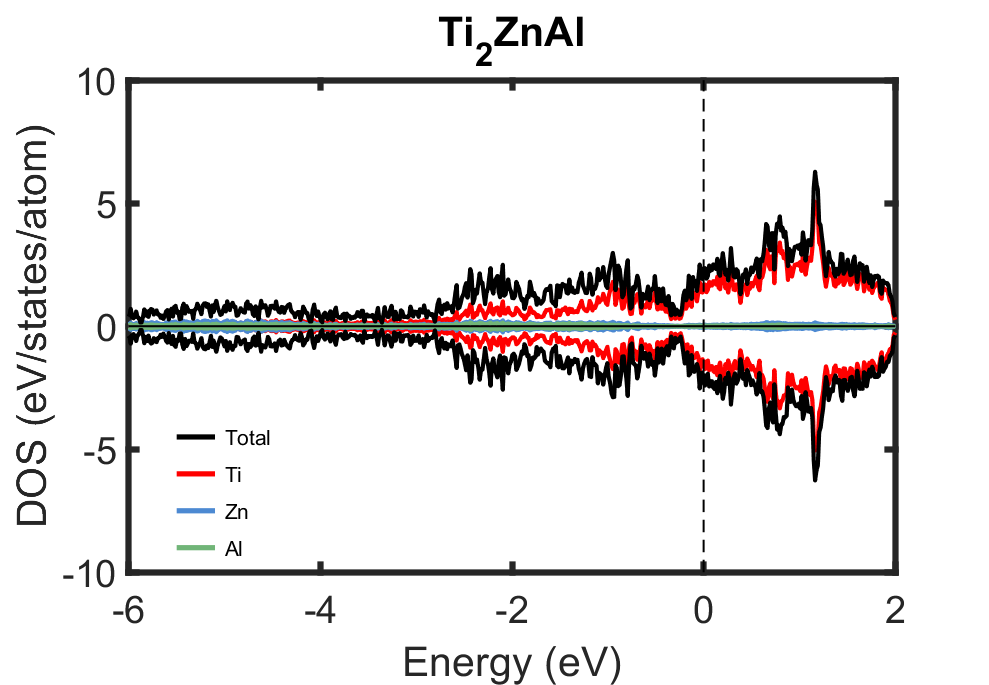 Ti2ZnAl
10
5
0
-5
-10
DOS (eV/states/atom)
Total
Ti
Zn
Al
-6 -4 -2 0 2
Energy (eV)